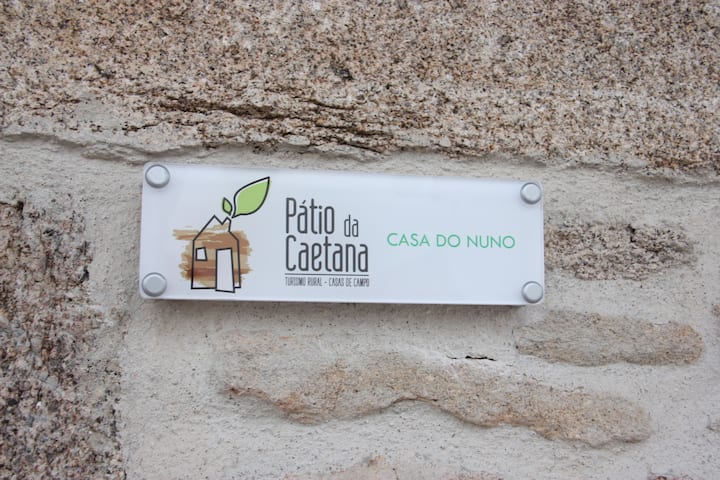 Pátio da
Caetana
TURISMO RURAL - CASAS DE CAMPO
CASA DO NUNO